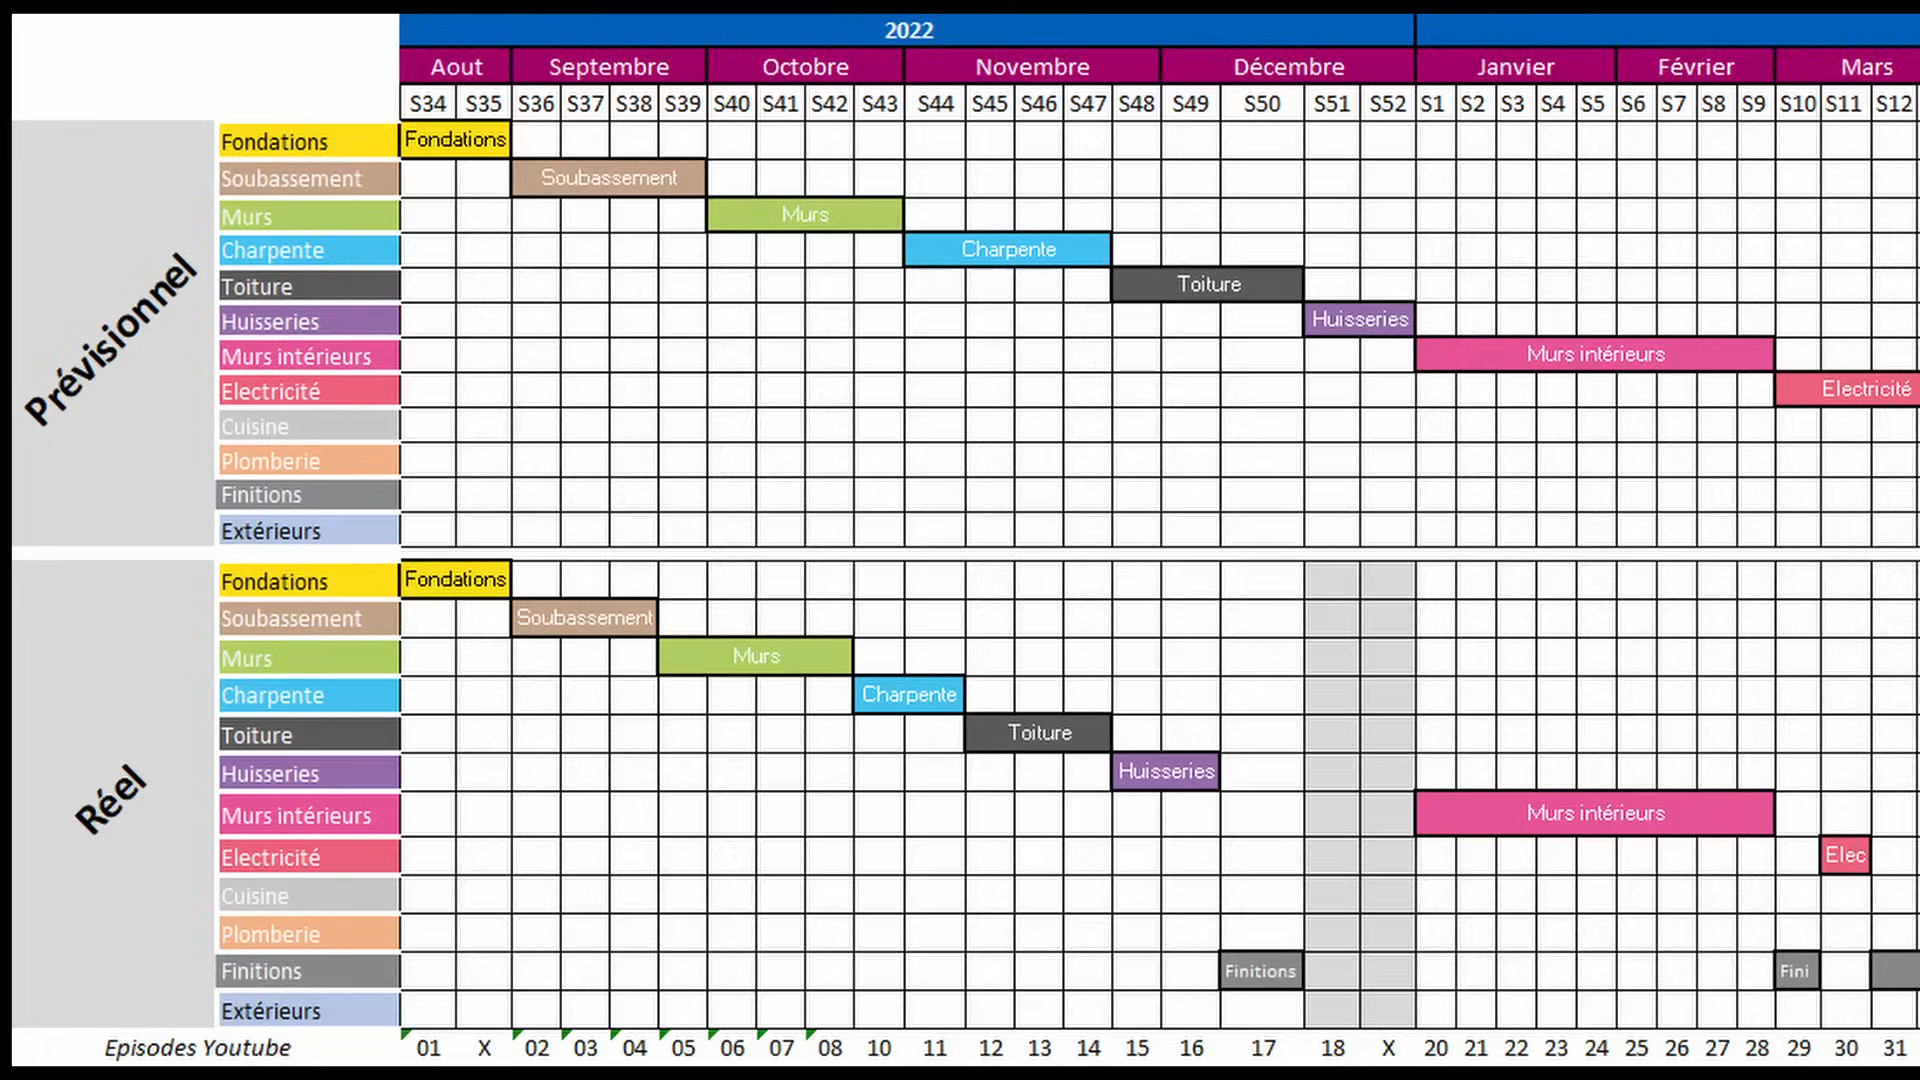 2022
Aout Septembre Octobre Novembre Décembre Janvier Février Mars
S34 S35 S36 S37 S38 S39 S40 S41 S42 S43 S44 S45 S46 S47 S48 S49 S50 S51 S52 S1 S2 S3 S4 S5 S6 S7 S8 S9 S10 S11 S12
Prévisionnel
Fondations Fondations
Soubassement Soubassement
Murs Murs
Charpente Charpente
Toiture Toiture
Huisseries Huisseries
Murs intérieurs Murs intérieurs
Electricité Electricité
Cuisine
Plomberie
Finitions
Extérieurs
Réel
Fondations Fondations
Soubassement Soubassement
Murs Murs
Charpente Charpente
Toiture Toiture
Huisseries Huisseries
Murs intérieurs Murs intérieurs
Electricité Elec
Cuisine
Plomberie
Finitions Finitions Fini
Extérieurs
Episodes Youtube 01 X 02 03 04 05 06 07 08 10 11 12 13 14 15 16 17 18 X 20 21 22 23 24 25 26 27 28 29 30 31